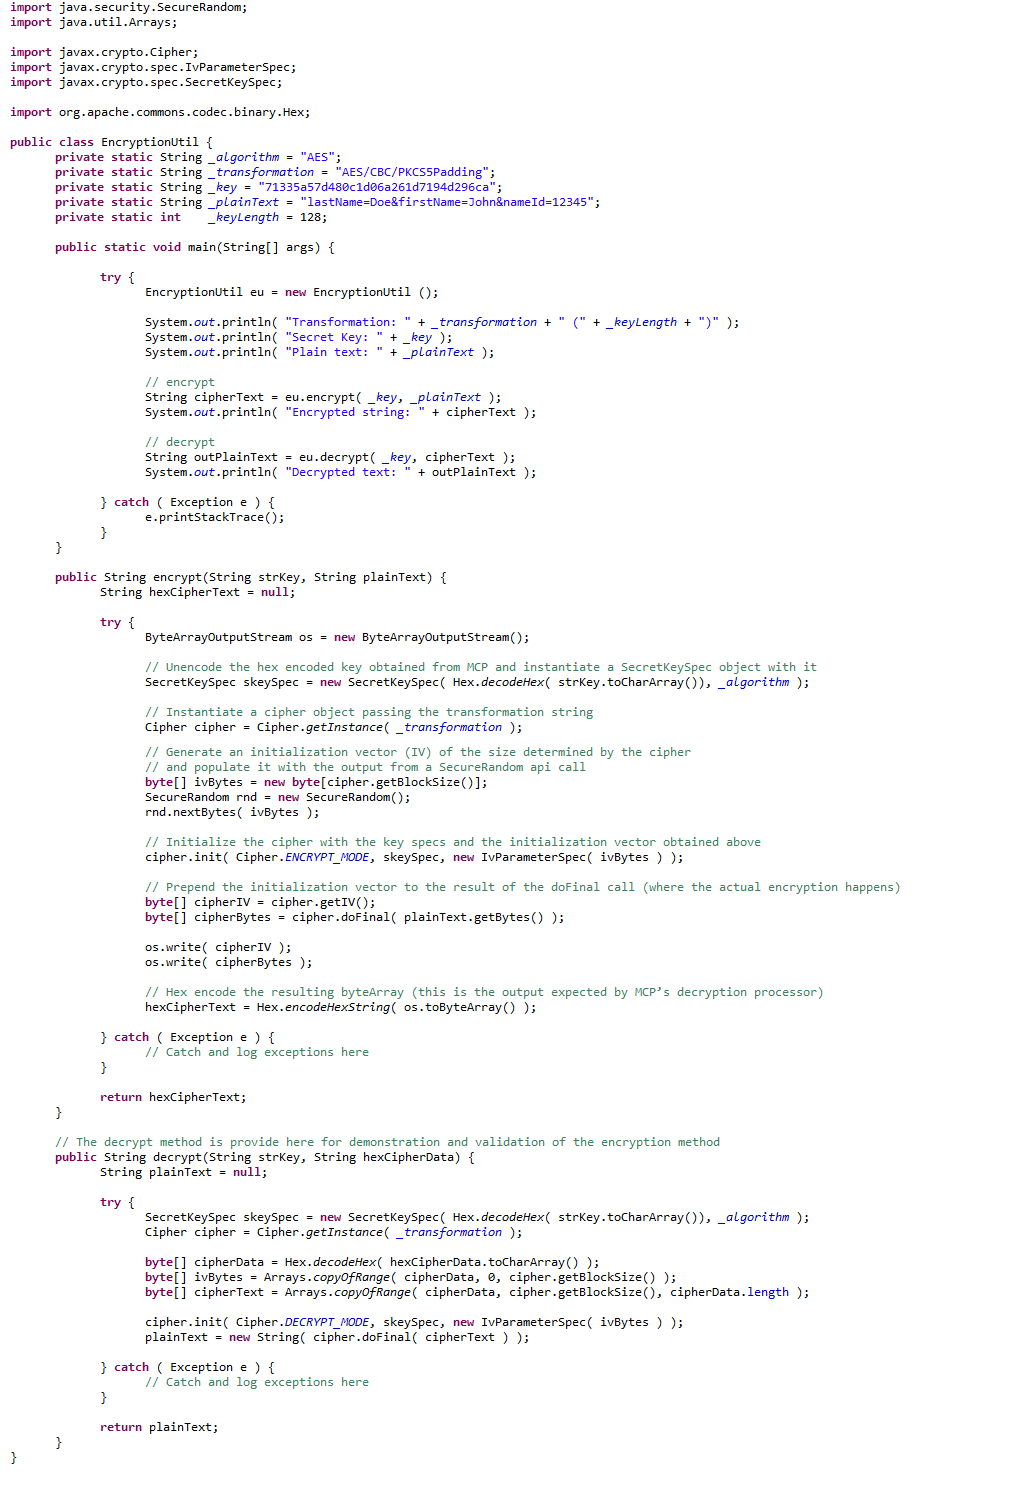 import java.security.SecureRandom;
import java.util.Arrays;
import javax.crypto.Cipher;
import javax.crypto.spec.IvParameterSpec;
import javax.crypto.spec.SecretKeySpec;
import org.apache.commons.codec.binary.Hex;
public class EncryptionUtil {
private static String _algorithm = "AES";
private static String _transformation = "AES/CBC/PKCS5Padding";
private static String _key = "71335a57d480c1d06a261d7194d296ca";
private static String _plainText = "lastName=Doe&firstName=John&nameId=12345";
private static int _keyLength = 128;
public static void main(String[] args) {
try {
EncryptionUtil eu = new EncryptionUtil ();
System.out.println( "Transformation: " + _transformation + " (" + _keyLength + ")" );
System.out.println( "Secret Key: " + _key );
System.out.println( "Plain text: " + _plainText );
// encrypt
String cipherText = eu.encrypt( _key, _plainText );
System.out.println( "Encrypted string: " + cipherText );
// decrypt
String outPlainText = eu.decrypt( _key, cipherText );
System.out.println( "Decrypted text: " + outPlainText );
} catch ( Exception e ) {
e.printStackTrace();
}
}
public String encrypt(String strKey, String plainText) {
String hexCipherText = null;
try {
ByteArrayOutputStream os = new ByteArrayOutputStream();
// Unencode the hex encoded key obtained from MCP and instantiate a SecretKeySpec object with it
SecretKeySpec skeySpec = new SecretKeySpec( Hex.decodeHex( strKey.toCharArray()), _algorithm );
// Instantiate a cipher object passing the transformation string
Cipher cipher = Cipher.getInstance( _transformation );
// Generate an initialization vector (IV) of the size determined by the cipher
// and populate it with the output from a SecureRandom api call
byte[] ivBytes = new byte[cipher.getBlockSize()];
SecureRandom rnd = new SecureRandom();
rnd.nextBytes( ivBytes );
// Initialize the cipher with the key specs and the initialization vector obtained above
cipher.init( Cipher.ENCRYPT_MODE, skeySpec, new IvParameterSpec( ivBytes ) );
// Prepend the initialization vector to the result of the doFinal call (where the actual encryption happens)
byte[] cipherIV = cipher.getIV();
byte[] cipherBytes = cipher.doFinal( plainText.getBytes() );
os.write( cipherIV );
os.write( cipherBytes );
// Hex encode the resulting byteArray (this is the output expected by MCP’s decryption processor)
hexCipherText = Hex.encodeHexString( os.toByteArray() );
} catch ( Exception e ) {
// Catch and log exceptions here
}
return hexCipherText;
}
// The decrypt method is provide here for demonstration and validation of the encryption method
public String decrypt(String strKey, String hexCipherData) {
String plainText = null;
try {
SecretKeySpec skeySpec = new SecretKeySpec( Hex.decodeHex( strKey.toCharArray()), _algorithm );
Cipher cipher = Cipher.getInstance( _transformation );
byte[] cipherData = Hex.decodeHex( hexCipherData.toCharArray() );
byte[] ivBytes = Arrays.copyOfRange( cipherData, 0, cipher.getBlockSize() );
byte[] cipherText = Arrays.copyOfRange( cipherData, cipher.getBlockSize(), cipherData.length );
cipher.init( Cipher.DECRYPT_MODE, skeySpec, new IvParameterSpec( ivBytes ) );
plainText = new String( cipher.doFinal( cipherText ) );
} catch ( Exception e ) {
// Catch and log exceptions here
}
return plainText;
}
}